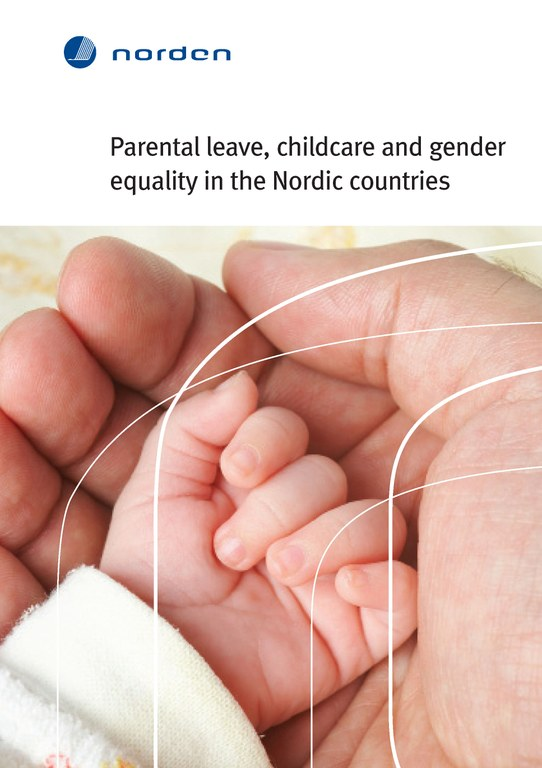 norden
Parental leave, childcare and gender
equality in the Nordic countries